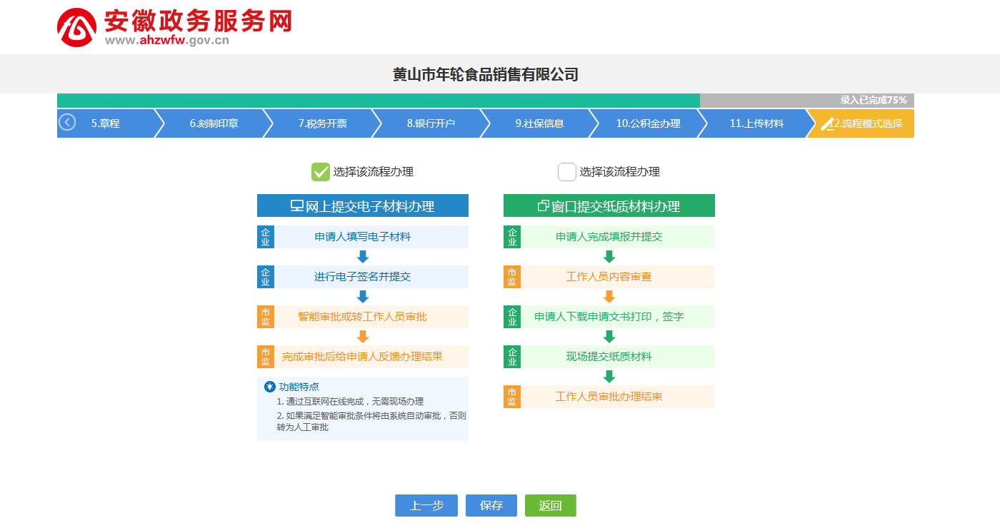 安徽政务服务网
www.ahzwfw.gov.cn
黄山市年轮食品销售有限公司
录入已完成75%
5.章程
6.刻制印章
7.税务开票
8.银行开户
9.社保信息
10.公积金办理
11.上传材料
2.流程模式选择
选择该流程办理
网上提交电子材料办理
企业
申请人填写电子材料
企业
进行电子签名并提交
市监
智能审批或转工作人员审批
市监
完成审批后给申请人反馈办理结果
功能特点
1. 通过互联网在线完成，无需现场办理
2. 如果满足智能审批条件将由系统自动审批，否则
转为人工审批
选择该流程办理
窗口提交纸质材料办理
企业
申请人完成填报并提交
市监
工作人员内容审查
企业
申请人下载申请文书打印，签字
企业
现场提交纸质材料
市监
工作人员审批办理结束
上一步
保存
返回